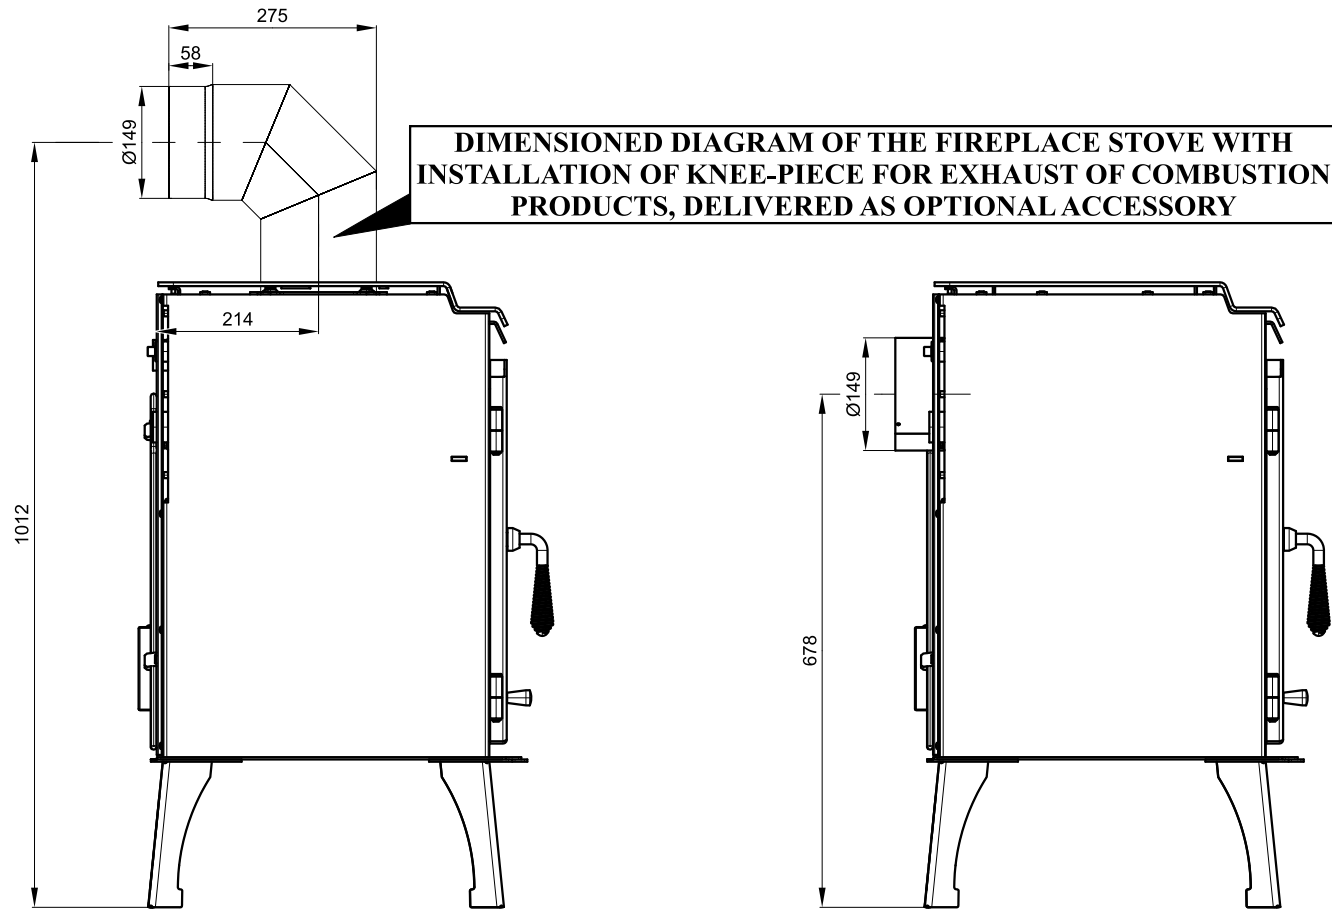 275
58
Ø149
DIMENSIONED DIAGRAM OF THE FIREPLACE STOVE WITH
INSTALLATION OF KNEE-PIECE FOR EXHAUST OF COMBUSTION
PRODUCTS, DELIVERED AS OPTIONAL ACCESSORY
214
Ø149
1012
678